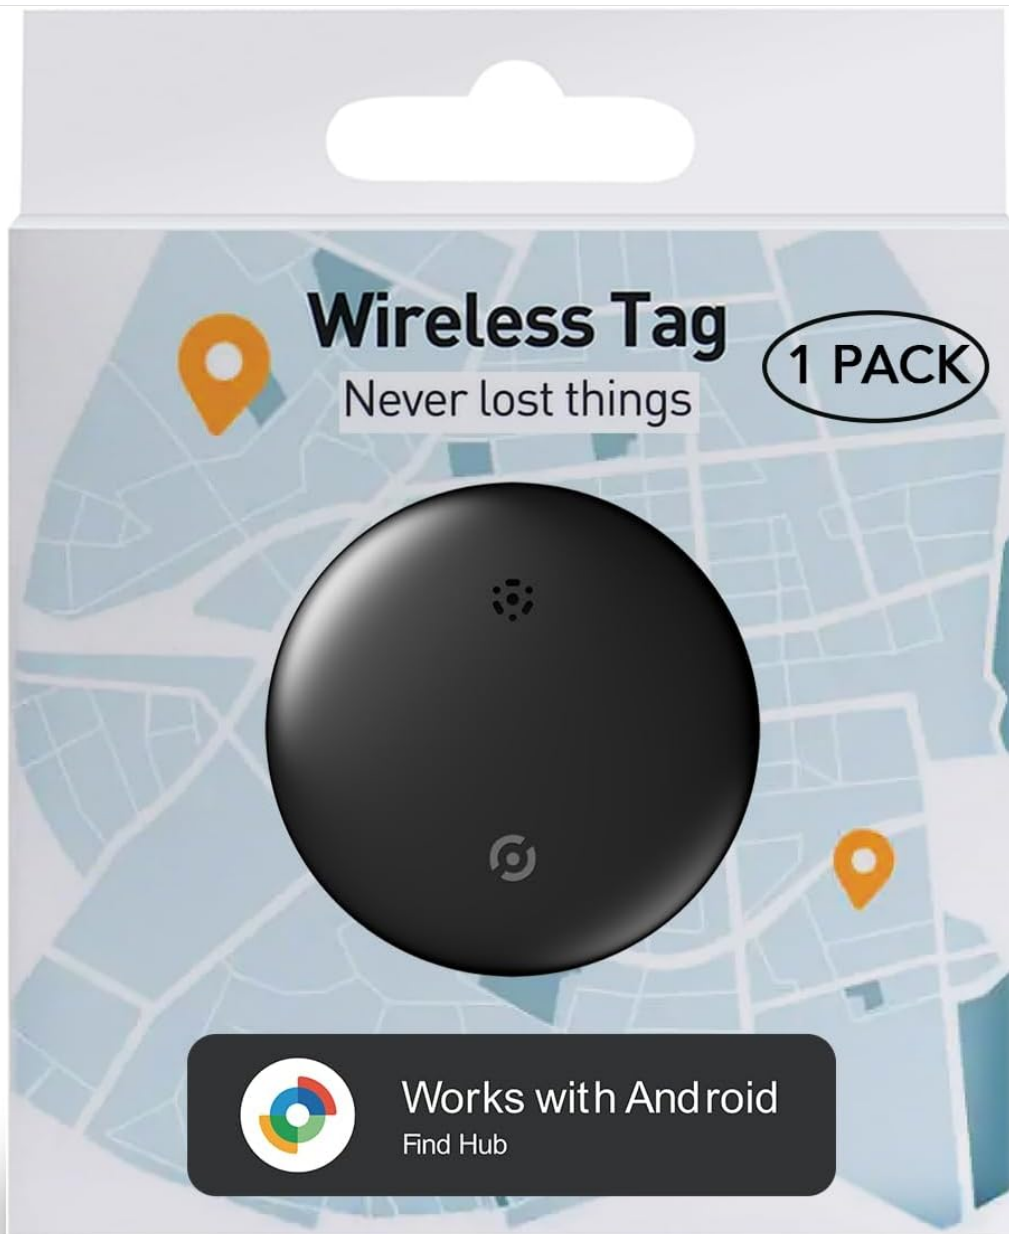 Wireless Tag
Never lost things
1 PACK
Works with Android
Find Hub